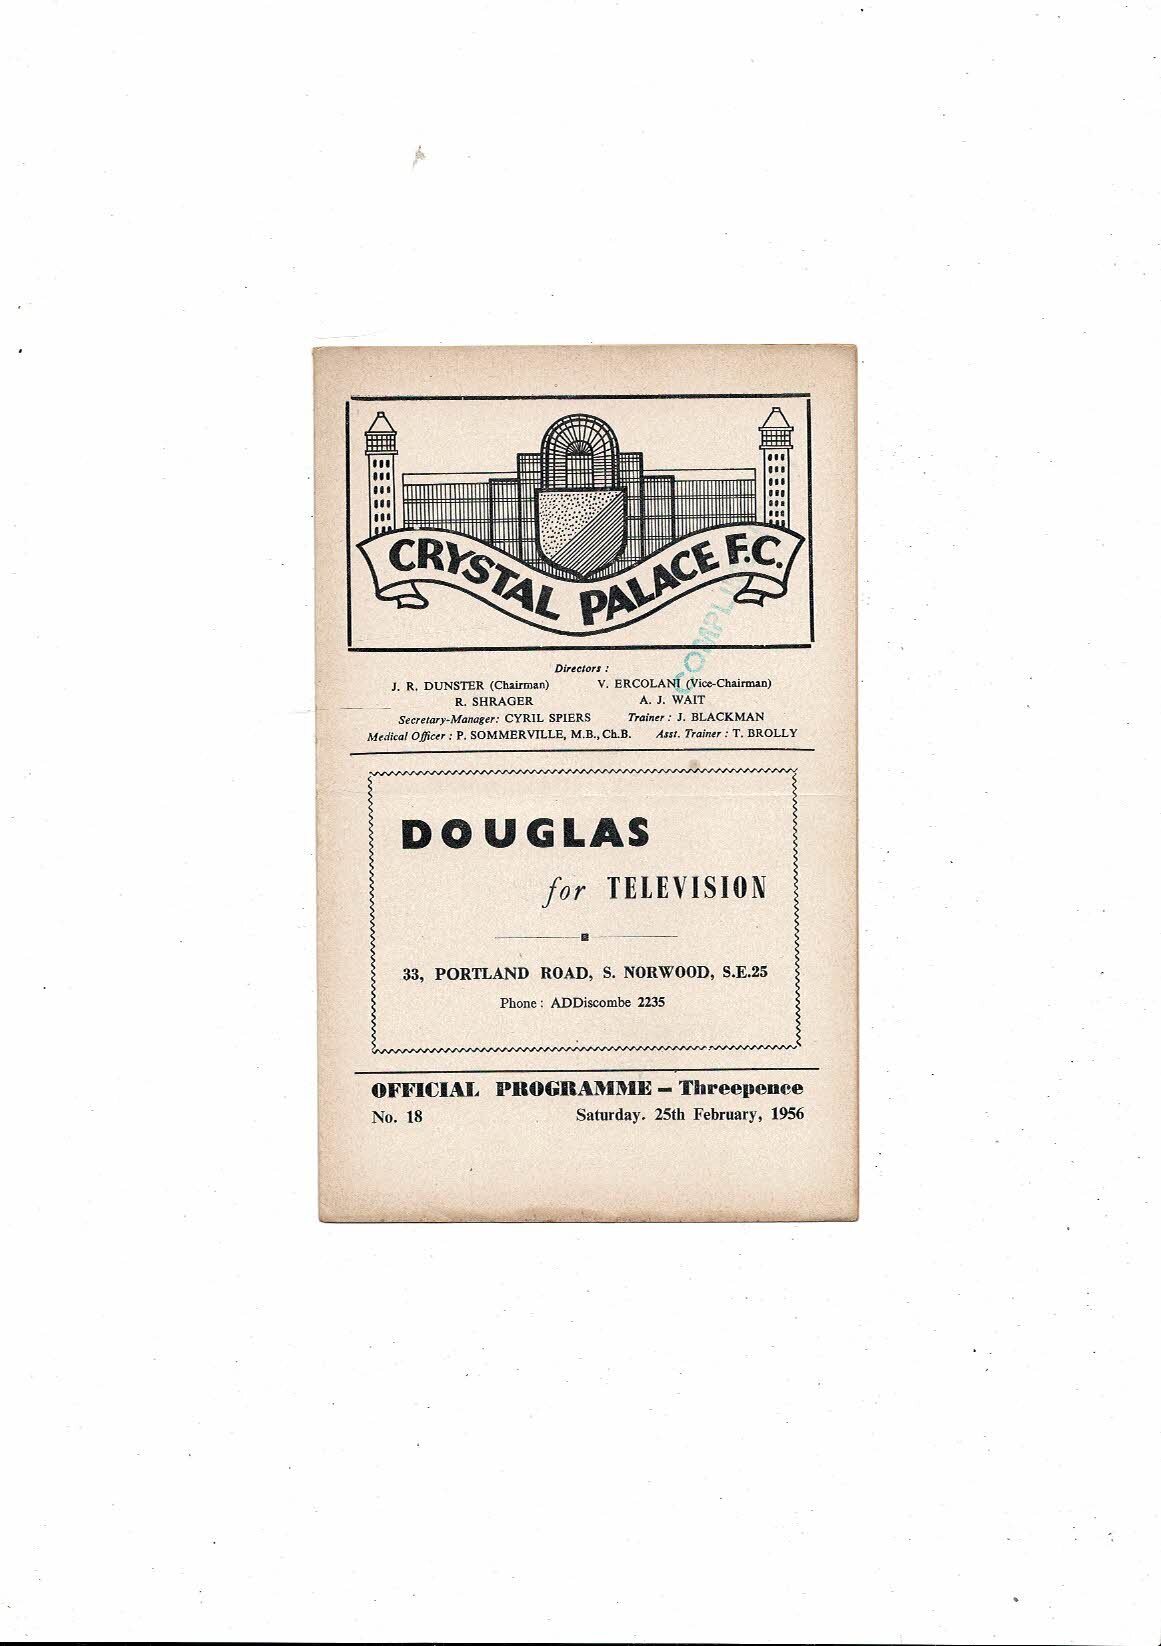 CRYSTAL PALACE F.C.
Directors :
J. R. DUNSTER (Chairman) V. ERCOLANI (Vice-Chairman)
R. SHRAGER A. J. WAIT
Secretary-Manager: CYRIL SPIERS Trainer : J. BLACKMAN
Medical Officer : P. SOMMERVILLE, M.B., Ch.B. Asst. Trainer : T. BROLLY
DOUGLAS
for TELEVISION
33, PORTLAND ROAD, S. NORWOOD, S.E.25
Phone : ADDiscombe 2235
OFFICIAL PROGRAMME — Threepence
No. 18 Saturday. 25th February, 1956